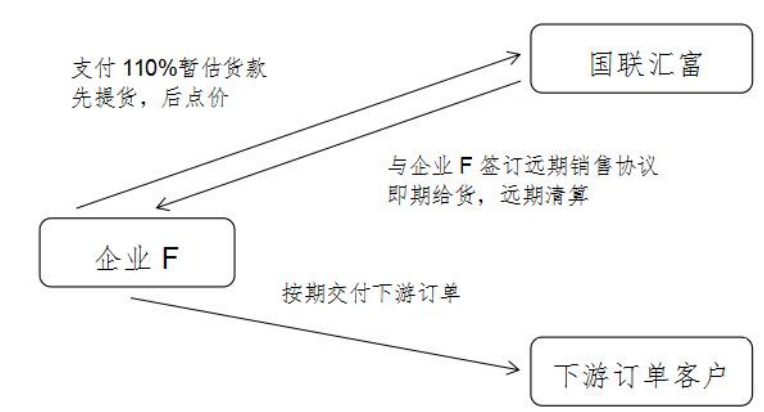 支付 110%暂估货款
先提货，后点价
国联汇富
与企业 F 签订远期销售协议
即期给货，远期清算
企业 F
按期交付下游订单
下游订单客户